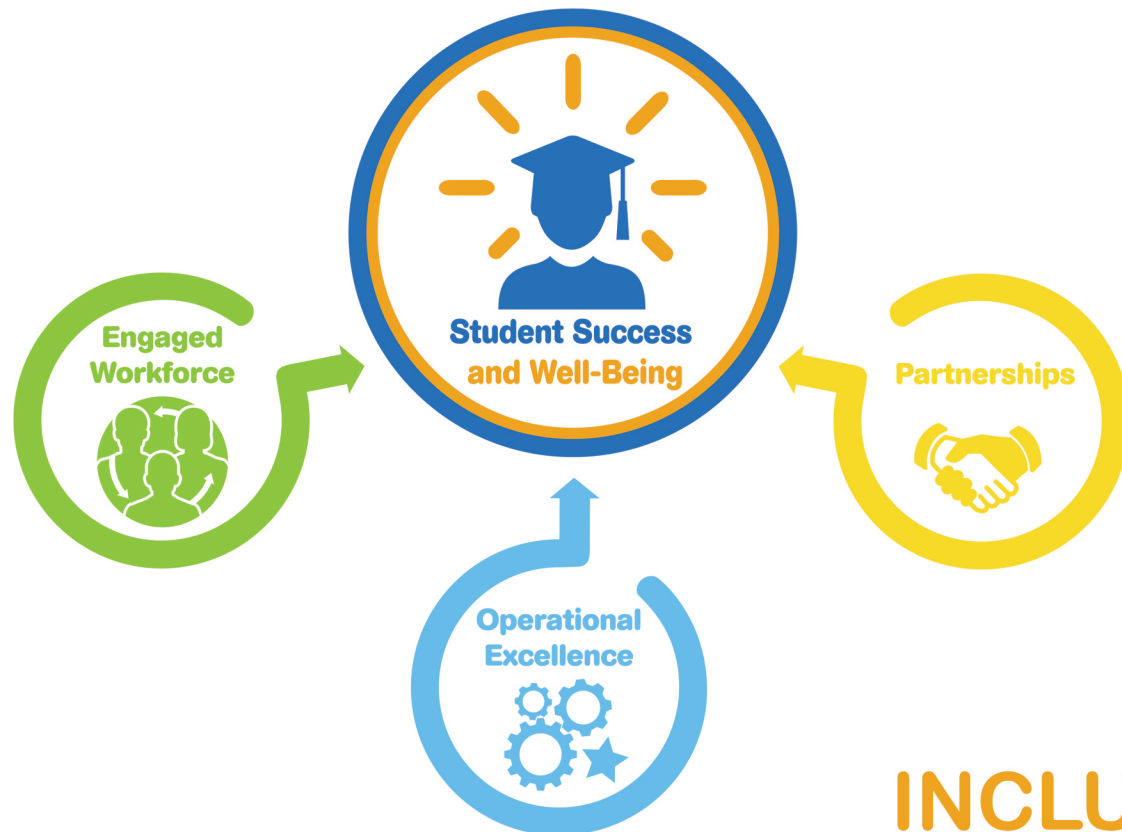 Student Success
and Well-Being
Engaged
Workforce
Partnerships
Operational
Excellence
INCLU